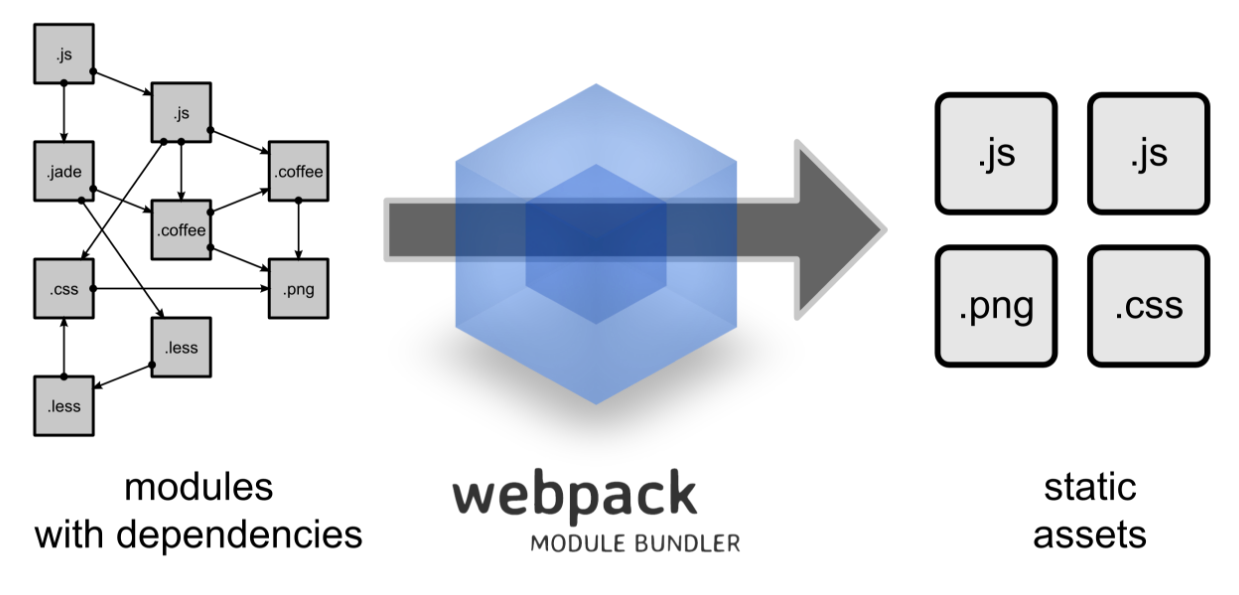 .js
.js
.jade
.coffee
.coffee
.css
.png
.less
.less
modules
with dependencies
webpack
MODULE BUNDLER
.js
.js
.png
.css
static
assets